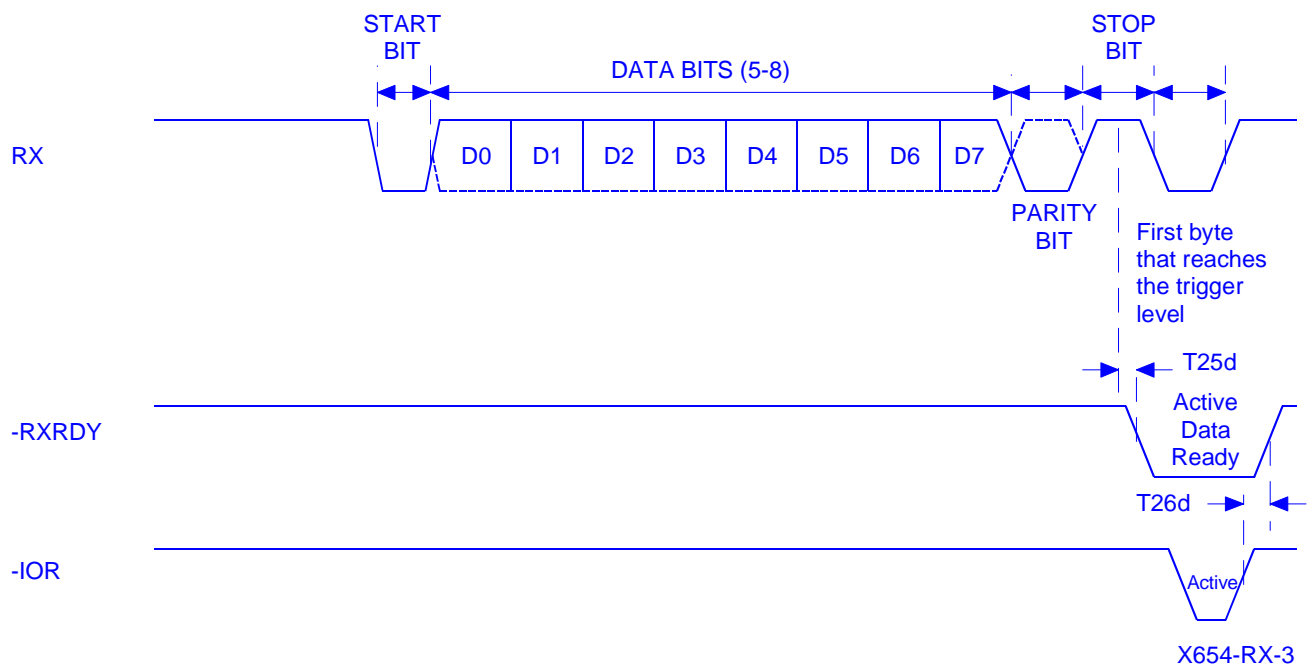 START
BIT
DATA BITS (5-8)
STOP
BIT
RX
D0 D1 D2 D3 D4 D5 D6 D7
PARITY
BIT
First byte
that reaches
the trigger
level
T25d
-RXRDY
Active
Data
Ready
T26d
-IOR
Active
X654-RX-3